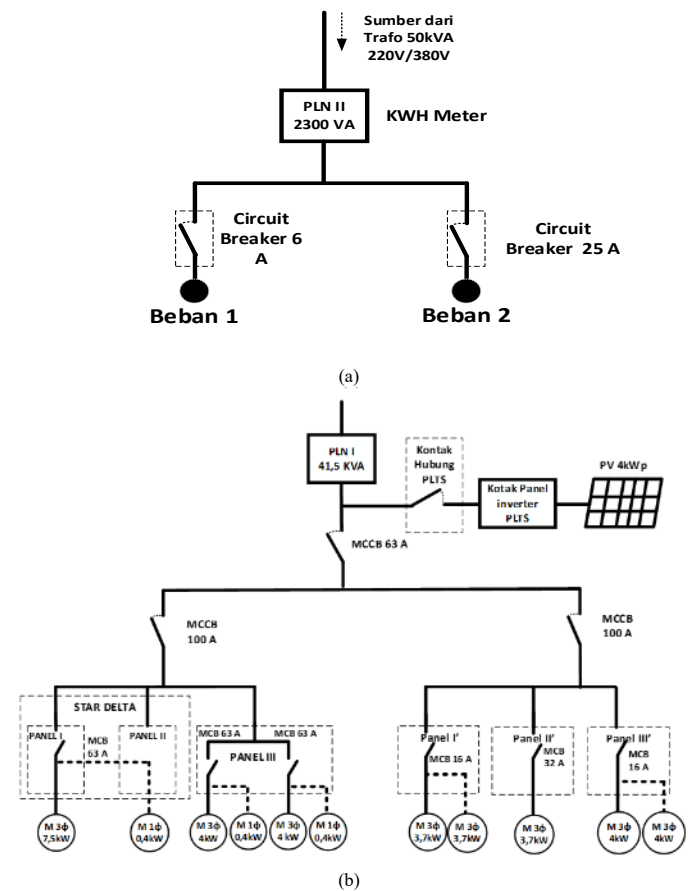 Sumber dari
Trafo 50kVA
220V/380V
PLN II
2300 VA
KWH Meter
Circuit
Breaker 6
A
Circuit
Breaker 25 A
Beban 1
Beban 2
(a)
PLN I
41,5 KVA
Kontak
Hubung
PLTS
Kotak Panel
inverter
PLTS
PV 4kWp
MCCB 63 A
MCCB
100 A
MCCB
100 A
STAR DELTA
PANEL I
MCB
63 A
PANEL II
MCB 63 A
MCB 63 A
PANEL III
Panel I'
MCB 16 A
Panel II'
MCB
32 A
Panel III'
MCB
16 A
M 3ϕ
7,5kW
M 1ϕ
0,4kW
M 3ϕ
4kW
M 1ϕ
0,4kW
M 3ϕ
4 kW
M 1ϕ
0,4kW
M 3ϕ
3,7kW
M 3ϕ
3,7kW
M 3ϕ
3,7kW
M 3ϕ
4kW
M 3ϕ
4kW
(b)